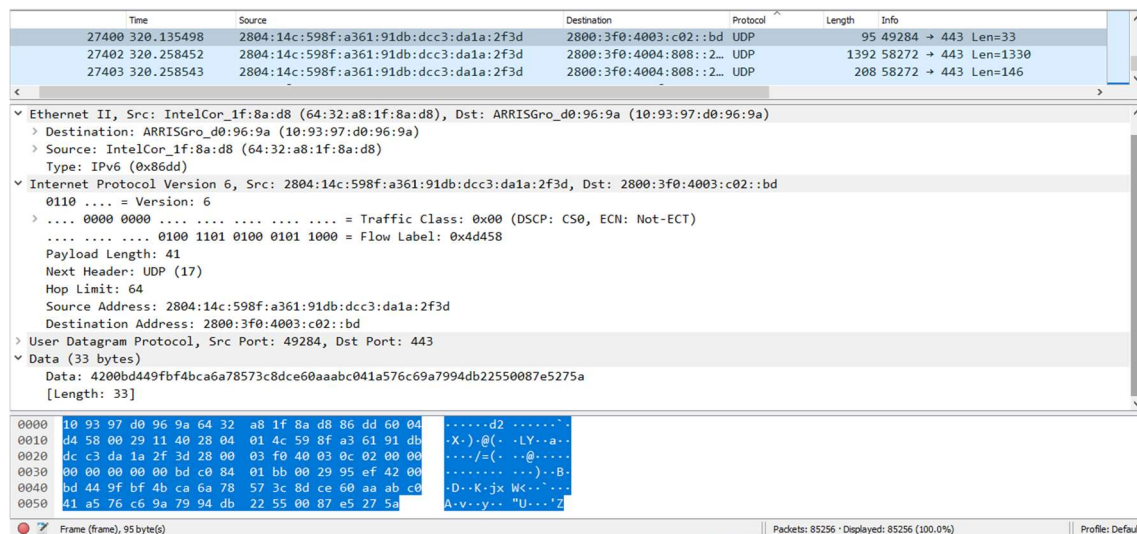 Time Source Destination Protocol Length Info
27400 320.135498 2804:14c:598f:a361:91db:dcc3:da1a:2f3d 2800:3f0:4003:c02::bd UDP 95 49284 → 443 Len=33
27402 320.258452 2804:14c:598f:a361:91db:dcc3:da1a:2f3d 2800:3f0:4004:808::2… UDP 1392 58272 → 443 Len=1330
27403 320.258543 2804:14c:598f:a361:91db:dcc3:da1a:2f3d 2800:3f0:4004:808::2… UDP 208 58272 → 443 Len=146
Ethernet II, Src: IntelCor_1f:8a:d8 (64:32:a8:1f:8a:d8), Dst: ARRISGro_d0:96:9a (10:93:97:d0:96:9a)
Destination: ARRISGro_d0:96:9a (10:93:97:d0:96:9a)
Source: IntelCor_1f:8a:d8 (64:32:a8:1f:8a:d8)
Type: IPv6 (0x86dd)
Internet Protocol Version 6, Src: 2804:14c:598f:a361:91db:dcc3:da1a:2f3d, Dst: 2800:3f0:4003:c02::bd
0110 .... = Version: 6
.... 0000 0000 .... .... .... .... .... = Traffic Class: 0x00 (DSCP: CS0, ECN: Not-ECT)
.... .... .... 0100 1101 0100 0101 1000 = Flow Label: 0x4d458
Payload Length: 41
Next Header: UDP (17)
Hop Limit: 64
Source Address: 2804:14c:598f:a361:91db:dcc3:da1a:2f3d
Destination Address: 2800:3f0:4003:c02::bd
User Datagram Protocol, Src Port: 49284, Dst Port: 443
Data (33 bytes)
Data: 4200bd449fbf4bca6a78573c8dce60aaabc041a576c69a7994db22550087e5275a
[Length: 33]
0000 10 93 97 d0 96 9a 64 32 a8 1f 8a d8 86 dd 60 04 ······d2 ······`·
0010 d4 58 00 29 11 40 28 04 01 4c 59 8f a3 61 91 db ·X·)·@(· ·LY··a··
0020 dc c3 da 1a 2f 3d 28 00 03 f0 40 03 0c 02 00 00 ····/=(· ··@·····
0030 00 00 00 00 00 bd c0 84 01 bb 00 29 95 ef 42 00 ········ ···)··B·
0040 bd 44 9f bf 4b ca 6a 78 57 3c 8d ce 60 aa ab c0 ·D··K·jx W<··`···
0050 41 a5 76 c6 9a 79 94 db 22 55 00 87 e5 27 5a A·v··y·· "U···'Z
Frame (frame), 95 byte(s) Packets: 85256 · Displayed: 85256 (100.0%)